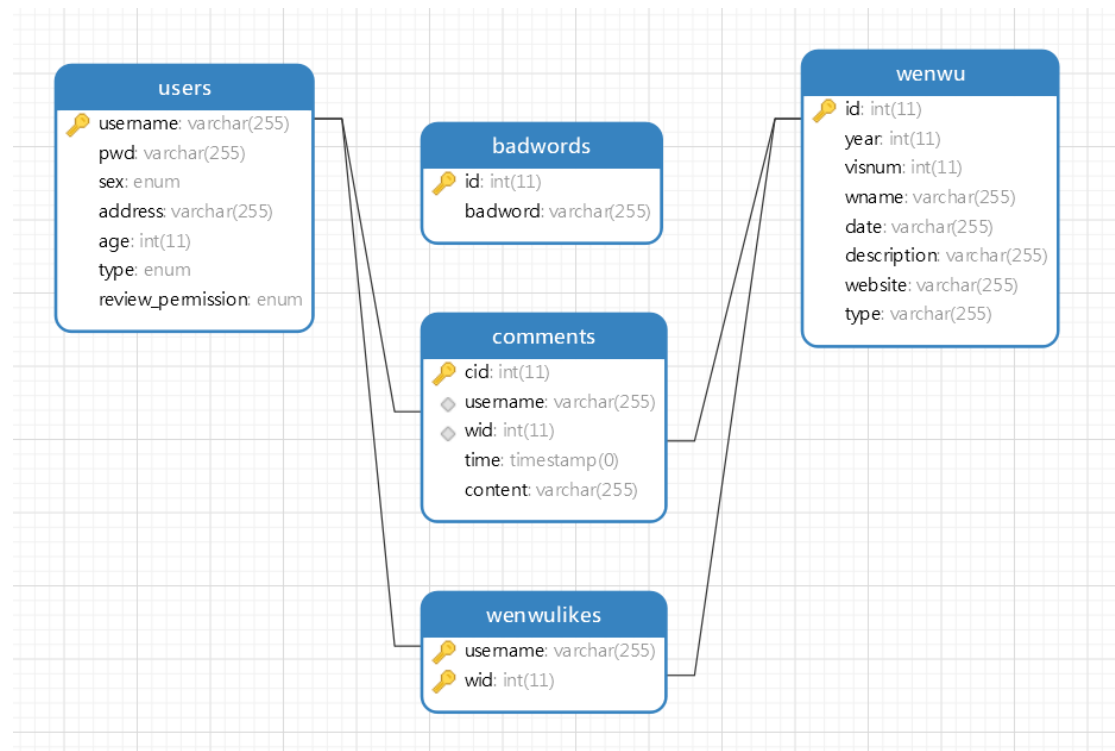 users
username: varchar(255)
pwd: varchar(255)
sex: enum
address: varchar(255)
age: int(11)
type: enum
review_permission: enum
badwords
id: int(11)
badword: varchar(255)
comments
cid: int(11)
username: varchar(255)
wid: int(11)
time: timestamp(0)
content: varchar(255)
wenwulikes
username: varchar(255)
wid: int(11)
wenwu
id: int(11)
year: int(11)
visnum: int(11)
wname: varchar(255)
date: varchar(255)
description: varchar(255)
website: varchar(255)
type: varchar(255)